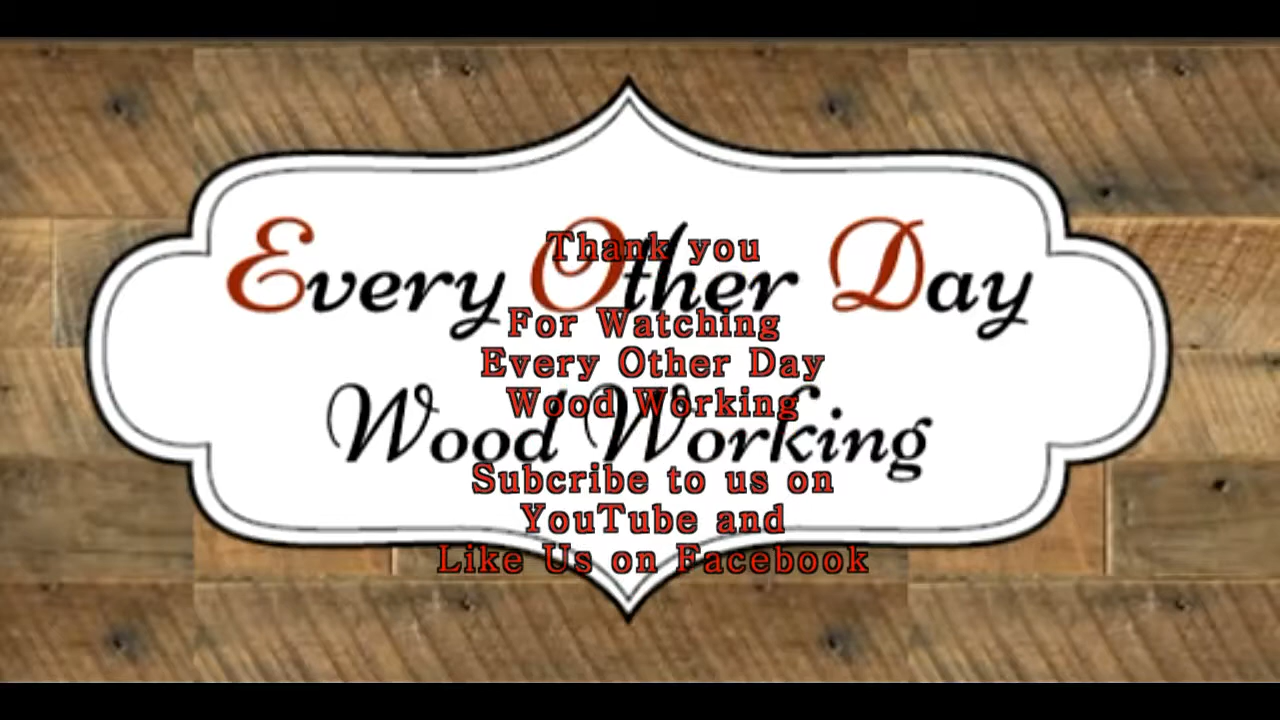 Every Other Day
Wood Working
Thank you
For Watching
Every Other Day
Wood Working
Subcribe to us on
YouTube and
Like Us on Facebook